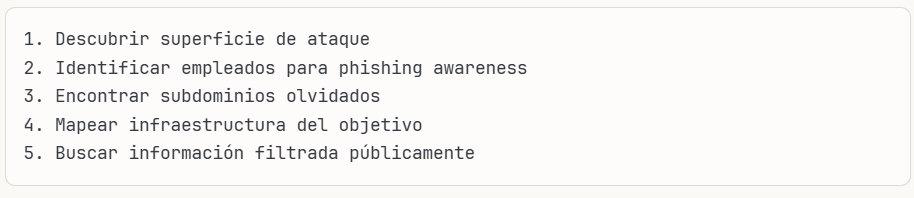 1. Descubrir superficie de ataque
2. Identificar empleados para phishing awareness
3. Encontrar subdominios olvidados
4. Mapear infraestructura del objetivo
5. Buscar información filtrada públicamente